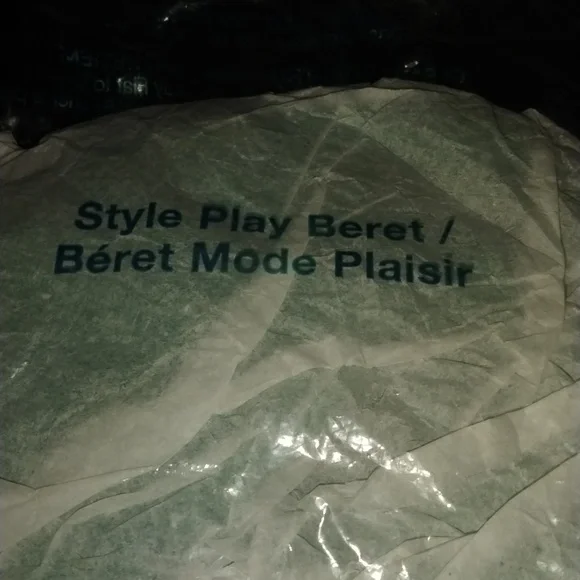 Style Play Beret /
Béret Mode Plaisir